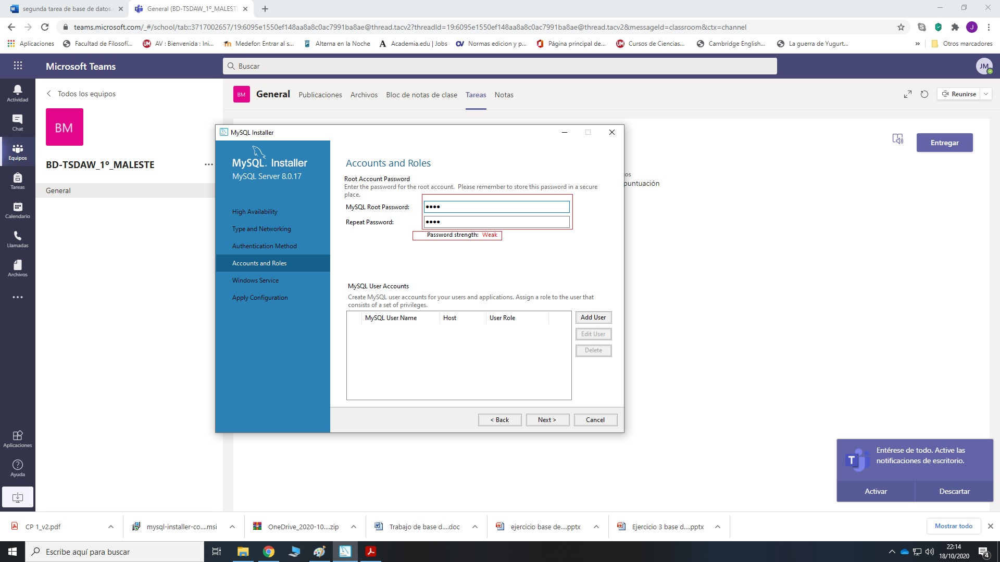 segunda tarea de base de datos.
General (BD-TSDAW_1º_MALESTE
teams.microsoft.com/_#/school/tab::3717002657/19:6095e1550ef148aa8a8c0ac7991ba8ae@thread.tacv2?threadId=19:6095e1550ef148aa8a8c0ac7991ba8ae@thread.tacv2&messageId=classroom&ctx=channel
J
Aplicaciones
Facultad de Filosofí...
AV : Bienvenida : Ini...
Medefor: Entrar al s...
Alterna en la Noche
Academia.edu | Jobs
Normas edicion y p...
Página principal de...
Cursos de Ciencias...
Cambridge English...
La guerra de Yugurt...
»
Otros marcadores
Microsoft Teams
Buscar
JM
Actividad
Chat
Equipos
Tareas
Calendario
Llamadas
Archivos
Aplicaciones
Ayuda
Todos los equipos
BM
BD-TSDAW_1º_MALESTE
General
BM
General
Publicaciones
Archivos
Bloc de notas de clase
Tareas
Notas
Reunirse
Entregar
os
puntuación
MySQL Installer
MySQL. Installer
MySQL Server 8.0.17
High Availability
Type and Networking
Authentication Method
Accounts and Roles
Windows Service
Apply Configuration
Accounts and Roles
Root Account Password
Enter the password for the root account.  Please remember to store this password in a secure
place.
MySQL Root Password:
••••
Repeat Password:
••••
Password strength: Weak
MySQL User Accounts
Create MySQL user accounts for your users and applications. Assign a role to the user that
consists of a set of privileges.
MySQL User Name
Host
User Role
Add User
Edit User
Delete
< Back
Next >
Cancel
T
Entérese de todo. Active las
notificaciones de escritorio.
Activar
Descartar
CP 1_v2.pdf
mysql-installer-co....msi
OneDrive_2020-10....zip
Trabajo de base d....doc
ejercicio base de....pptx
Ejercicio 3 base d....pptx
Mostrar todo
Escribe aquí para buscar
22:14
18/10/2020
4